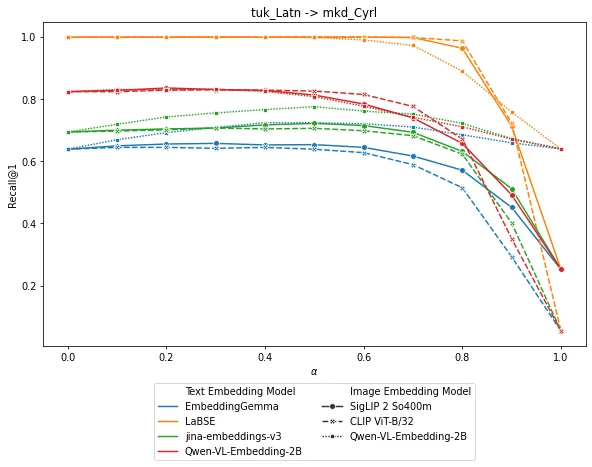 tuk_Latn -> mkd_Cyrl
Recall@1
1.0
0.8
0.6
0.4
0.2
0.0 0.2 0.4 0.6 0.8 1.0
α
Text Embedding Model Image Embedding Model
EmbeddingGemma SigLIP 2 So400m
LaBSE CLIP ViT-B/32
jina-embeddings-v3 Qwen-VL-Embedding-2B
Qwen-VL-Embedding-2B